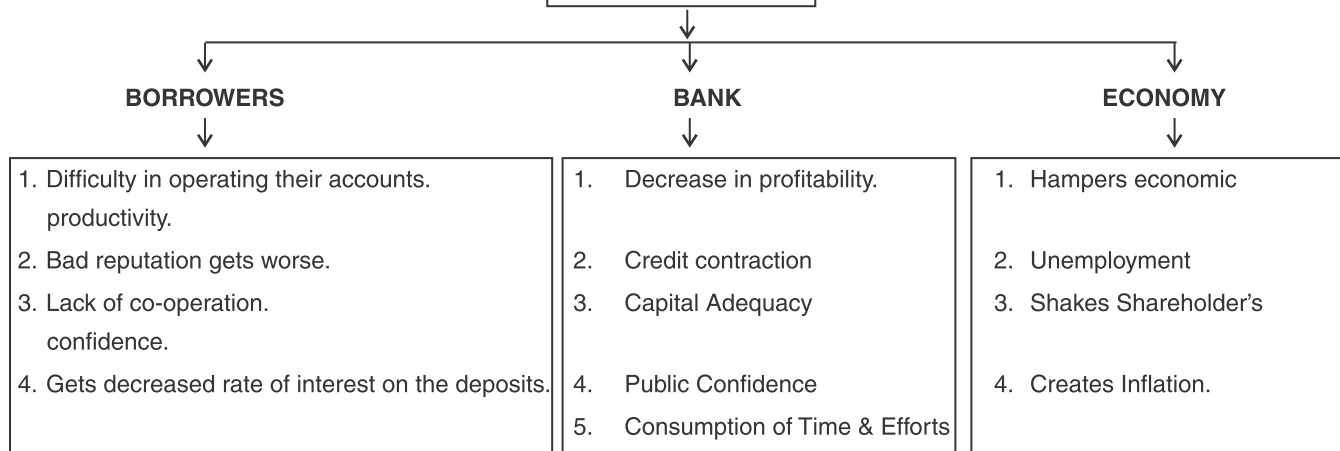 BORROWERS
1. Difficulty in operating their accounts.
productivity.
2. Bad reputation gets worse.
3. Lack of co-operation.
confidence.
4. Gets decreased rate of interest on the deposits.
BANK
1. Decrease in profitability.
2. Credit contraction
3. Capital Adequacy
4. Public Confidence
5. Consumption of Time & Efforts
ECONOMY
1. Hampers economic
2. Unemployment
3. Shakes Shareholder’s
4. Creates Inflation.